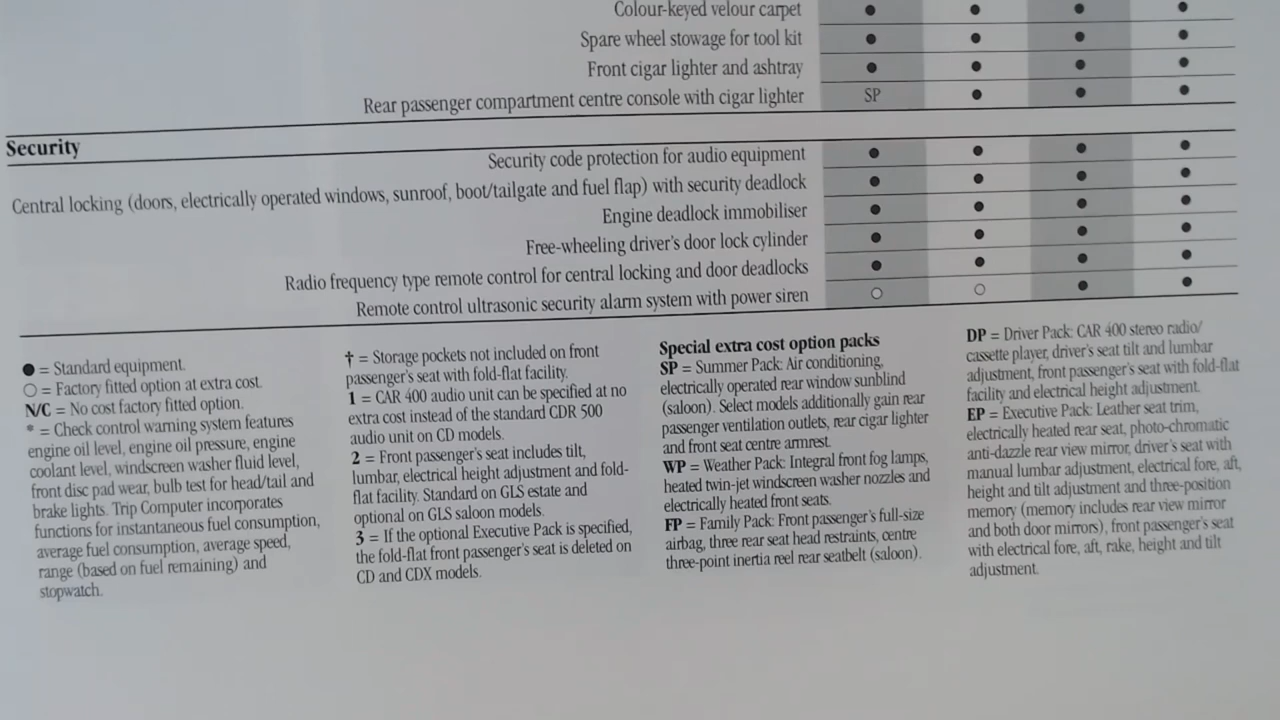 Colour-keyed velour carpet ● ● ● ●
Spare wheel stowage for tool kit ● ● ● ●
Front cigar lighter and ashtray ● ● ● ●
Rear passenger compartment centre console with cigar lighter SP ● ● ●
Security
Security code protection for audio equipment ● ● ● ●
Central locking (doors, electrically operated windows, sunroof, boot/tailgate and fuel flap) with security deadlock ● ● ● ●
Engine deadlock immobiliser ● ● ● ●
Free-wheeling driver's door lock cylinder ● ● ● ●
Radio frequency type remote control for central locking and door deadlocks ● ● ● ●
Remote control ultrasonic security alarm system with power siren ○ ○ ● ●
● = Standard equipment.
○ = Factory fitted option at extra cost.
N/C = No cost factory fitted option.
* = Check control warning system features
engine oil level, engine oil pressure, engine
coolant level, windscreen washer fluid level,
front disc pad wear, bulb test for head/tail and
brake lights. Trip Computer incorporates
functions for instantaneous fuel consumption,
average fuel consumption, average speed,
range (based on fuel remaining) and
stopwatch.
† = Storage pockets not included on front
passenger's seat with fold-flat facility.
1 = CAR 400 audio unit can be specified at no
extra cost instead of the standard CDR 500
audio unit on CD models.
2 = Front passenger's seat includes tilt,
lumbar, electrical height adjustment and fold-
flat facility. Standard on GLS estate and
optional on GLS saloon models.
3 = If the optional Executive Pack is specified,
the fold-flat front passenger's seat is deleted on
CD and CDX models.
Special extra cost option packs
SP = Summer Pack: Air conditioning,
electrically operated rear window sunblind
(saloon). Select models additionally gain rear
passenger ventilation outlets, rear cigar lighter
and front seat centre armrest.
WP = Weather Pack: Integral front fog lamps,
heated twin-jet windscreen washer nozzles and
electrically heated front seats.
FP = Family Pack: Front passenger's full-size
airbag, three rear seat head restraints, centre
three-point inertia reel rear seatbelt (saloon).
DP = Driver Pack: CAR 400 stereo radio/
cassette player, driver's seat tilt and lumbar
adjustment, front passenger's seat with fold-flat
facility and electrical height adjustment.
EP = Executive Pack: Leather seat trim,
electrically heated rear seat, photo-chromatic
anti-dazzle rear view mirror, driver's seat with
manual lumbar adjustment, electrical fore, aft,
height and tilt adjustment and three-position
memory (memory includes rear view mirror
and both door mirrors), front passenger's seat
with electrical fore, aft, rake, height and tilt
adjustment.